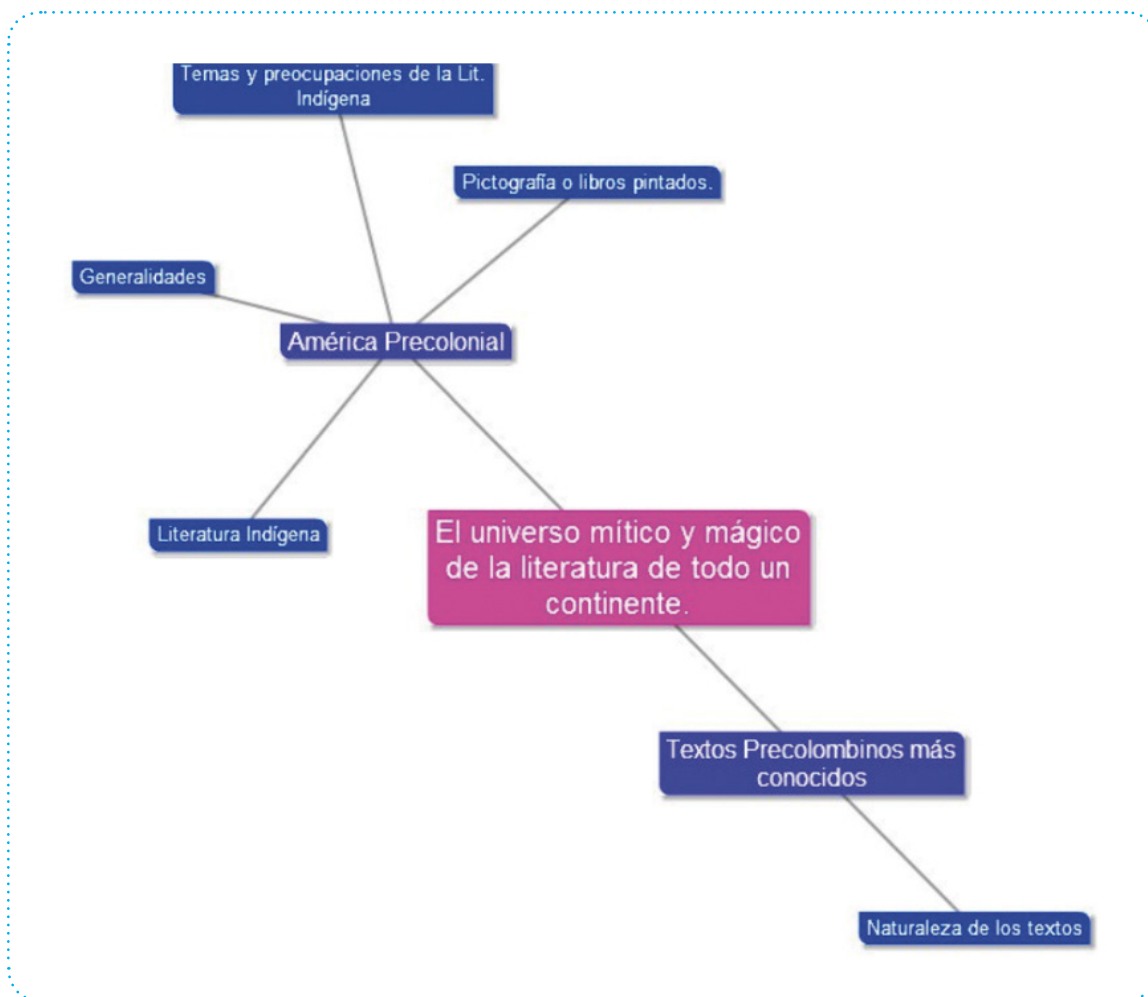 Temas y preocupaciones de la Lit.
Indígena
Pictografía o libros pintados.
Generalidades
América Precolonial
Literatura Indígena
El universo mítico y mágico
de la literatura de todo un
continente.
Textos Precolombinos más
conocidos
Naturaleza de los textos